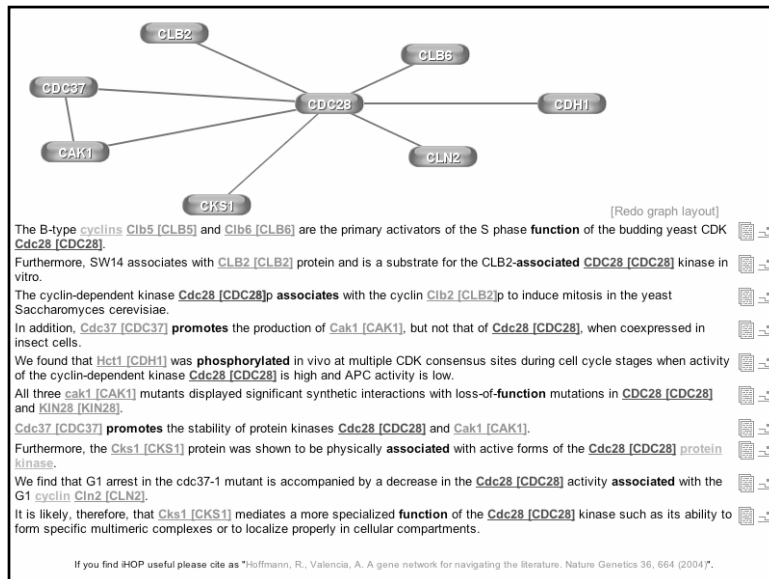 CLB2
CLB6
CDC37
CDC28
CDH1
CAK1
CLN2
CKS1
[Redo graph layout]
The B-type cyclins Clb5 [CLB5] and Clb6 [CLB6] are the primary activators of the S phase function of the budding yeast CDK
Cdc28 [CDC28].
Furthermore, SW14 associates with CLB2 [CLB2] protein and is a substrate for the CLB2-associated CDC28 [CDC28] kinase in
vitro.
The cyclin-dependent kinase Cdc28 [CDC28]p associates with the cyclin Clb2 [CLB2]p to induce mitosis in the yeast
Saccharomyces cerevisiae.
In addition, Cdc37 [CDC37] promotes the production of Cak1 [CAK1], but not that of Cdc28 [CDC28], when coexpressed in
insect cells.
We found that Hct1 [CDH1] was phosphorylated in vivo at multiple CDK consensus sites during cell cycle stages when activity
of the cyclin-dependent kinase Cdc28 [CDC28] is high and APC activity is low.
All three cak1 [CAK1] mutants displayed significant synthetic interactions with loss-of-function mutations in CDC28 [CDC28]
and KIN28 [KIN28].
Cdc37 [CDC37] promotes the stability of protein kinases Cdc28 [CDC28] and Cak1 [CAK1].
Furthermore, the Cks1 [CKS1] protein was shown to be physically associated with active forms of the Cdc28 [CDC28] protein
kinase.
We find that G1 arrest in the cdc37-1 mutant is accompanied by a decrease in the Cdc28 [CDC28] activity associated with the
G1 cyclin Cln2 [CLN2].
It is likely, therefore, that Cks1 [CKS1] mediates a more specialized function of the Cdc28 [CDC28] kinase such as its ability to
form specific multimeric complexes or to localize properly in cellular compartments.
If you find iHOP useful please cite as "Hoffmann, R., Valencia, A. A gene network for navigating the literature. Nature Genetics 36, 664 (2004)".